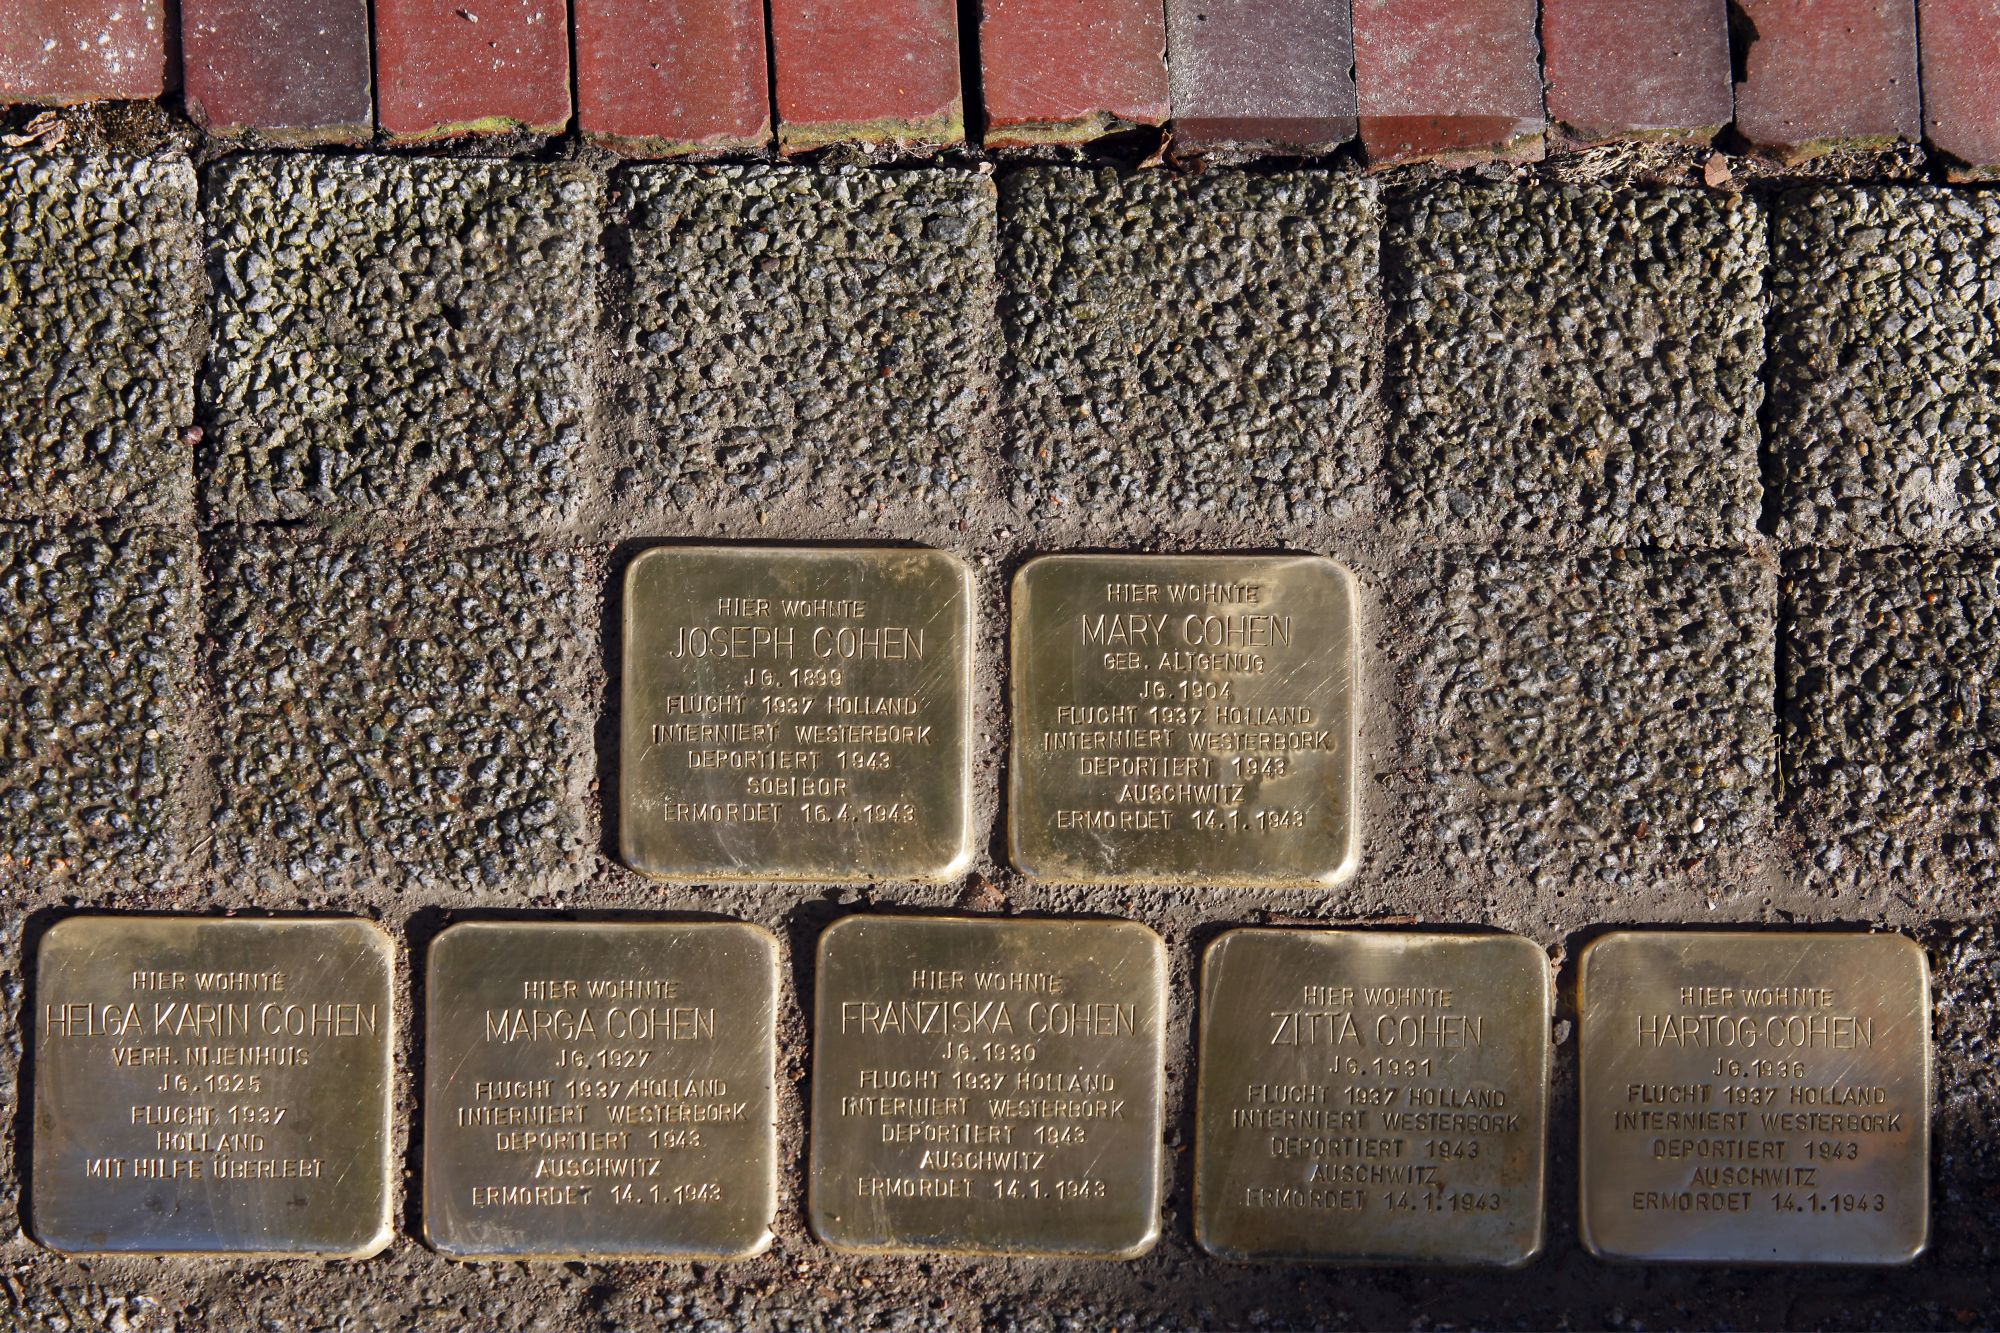 HIER WOHNTE
JOSEPH COHEN
JG. 1899
FLUCHT 1937 HOLLAND
INTERNIERT WESTERBORK
DEPORTIERT 1943
SOBIBOR
ERMORDET 16.4.1943
HIER WOHNTE
MARY COHEN
GEB. ALTGENUG
JG. 1904
FLUCHT 1937 HOLLAND
INTERNIERT WESTERBORK
DEPORTIERT 1943
AUSCHWITZ
ERMORDET 14.1.1943
HIER WOHNTE
HELGA KARIN COHEN
VERH. NIJENHUIS
JG. 1925
FLUCHT 1937
HOLLAND
MIT HILFE ÜBERLEBT
HIER WOHNTE
MARGA COHEN
JG. 1927
FLUCHT 1937 HOLLAND
INTERNIERT WESTERBORK
DEPORTIERT 1943
AUSCHWITZ
ERMORDET 14.1.1943
HIER WOHNTE
FRANZISKA COHEN
JG. 1930
FLUCHT 1937 HOLLAND
INTERNIERT WESTERBORK
DEPORTIERT 1943
AUSCHWITZ
ERMORDET 14.1.1943
HIER WOHNTE
ZITTA COHEN
JG. 1931
FLUCHT 1937 HOLLAND
INTERNIERT WESTERBORK
DEPORTIERT 1943
AUSCHWITZ
ERMORDET 14.1.1943
HIER WOHNTE
HARTOG COHEN
JG. 1936
FLUCHT 1937 HOLLAND
INTERNIERT WESTERBORK
DEPORTIERT 1943
AUSCHWITZ
ERMORDET 14.1.1943